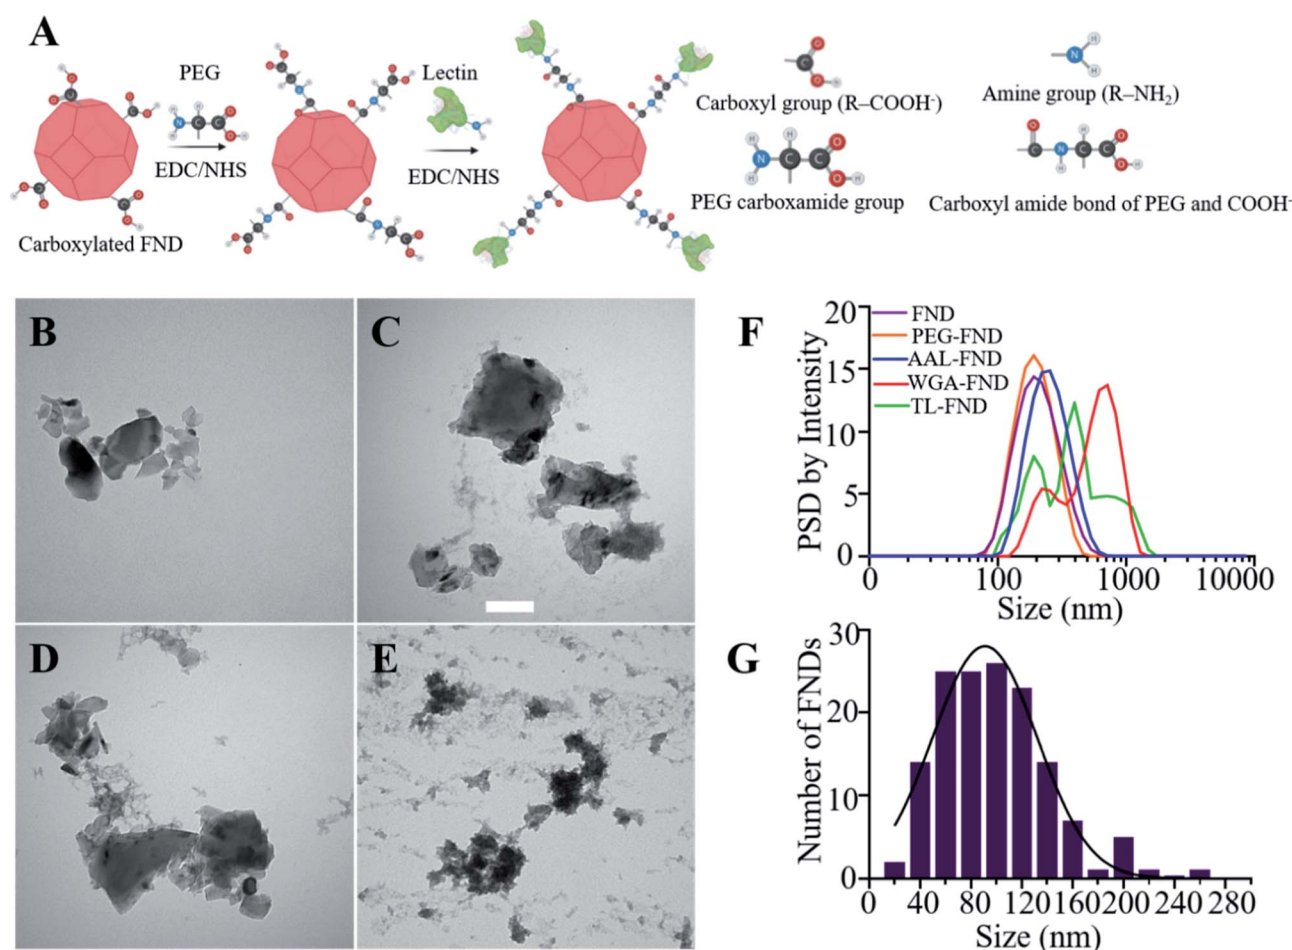 A
PEG
EDC/NHS
Carboxylated FND
Lectin
EDC/NHS
Carboxyl group (R–COOH-)
Amine group (R–NH2)
PEG carboxamide group
Carboxyl amide bond of PEG and COOH-
B
C
D
E
F
PSD by Intensity
20
15
10
5
0
FND
PEG-FND
AAL-FND
WGA-FND
TL-FND
0 100 1000 10000
Size (nm)
G
Number of FNDs
30
20
10
0
0 40 80 120 160 200 240 280
Size (nm)